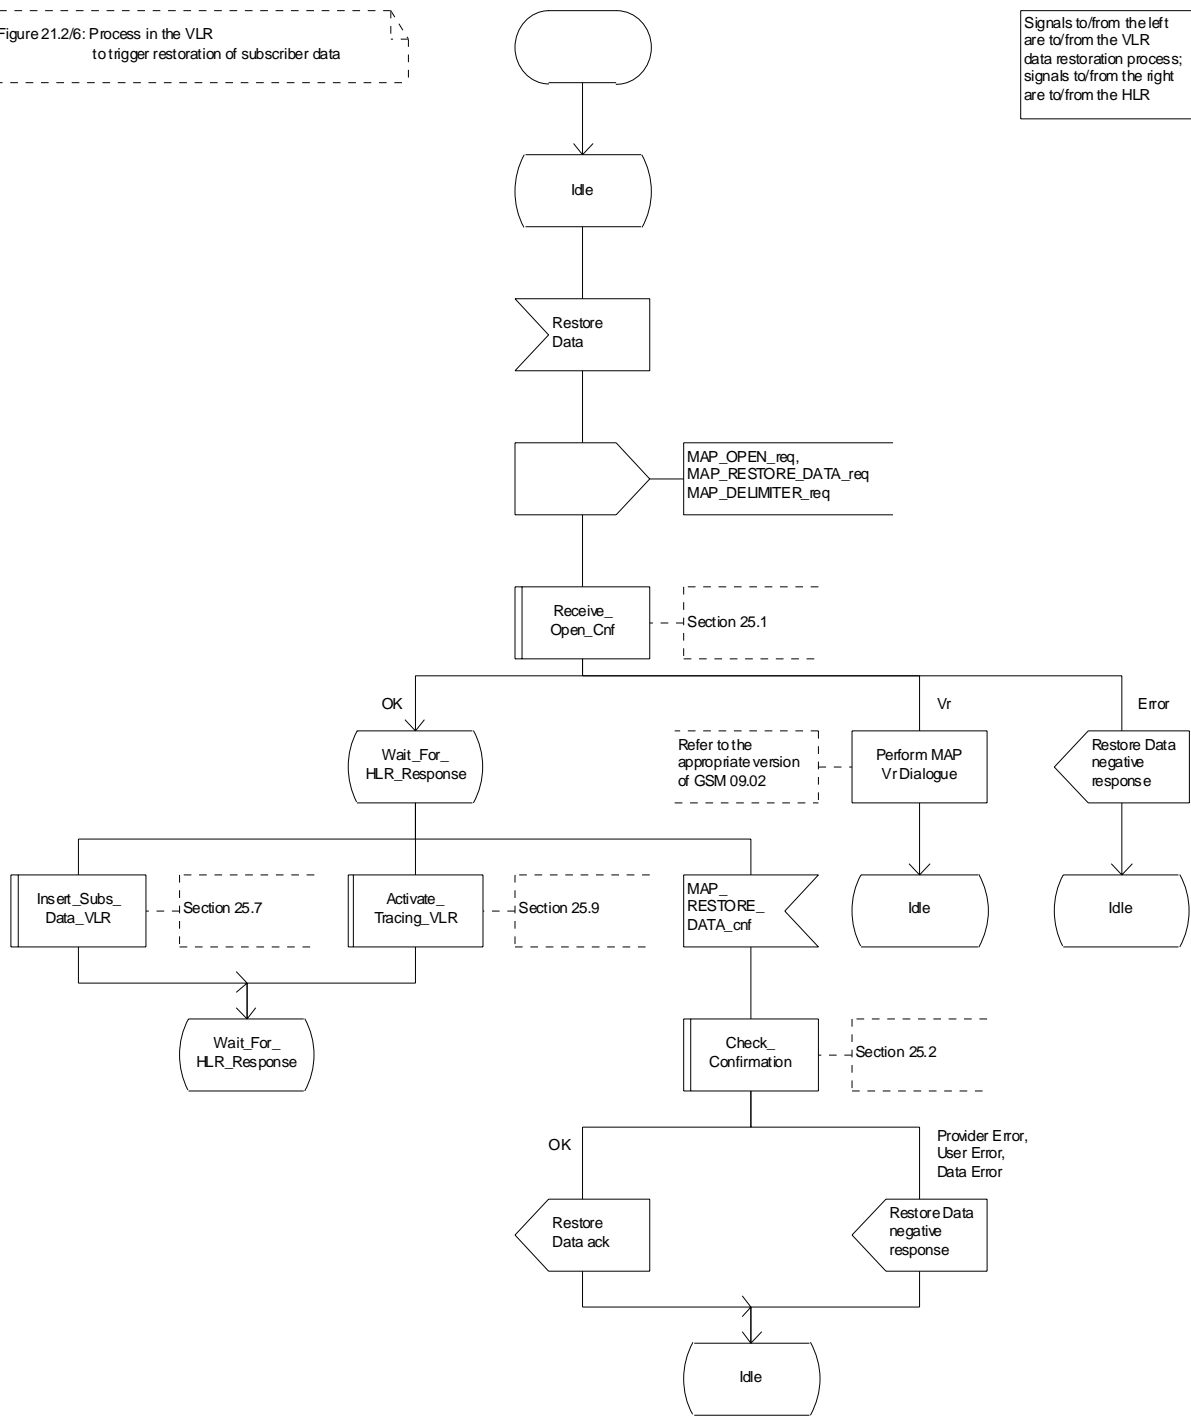 Figure 21.2/6: Process in the VLR
to trigger restoration of subscriber data
Signals to/from the left
are to/from the VLR
data restoration process;
signals to/from the right
are to/from the HLR
Idle
Restore
Data
MAP_OPEN_req,
MAP_RESTORE_DATA_req
MAP_DELIMITER_req
Receive_
Open_Cnf
Section 25.1
OK
Vr
Error
Wait_For_
HLR_Response
Refer to the
appropriate version
of GSM 09.02
Perform MAP
Vr Dialogue
Restore Data
negative
response
Insert_Subs_
Data_VLR
Section 25.7
Activate_
Tracing_VLR
Section 25.9
MAP_
RESTORE_
DATA_cnf
Idle
Idle
Wait_For_
HLR_Response
Check_
Confirmation
Section 25.2
OK
Provider Error,
User Error,
Data Error
Restore
Data ack
Restore Data
negative
response
Idle